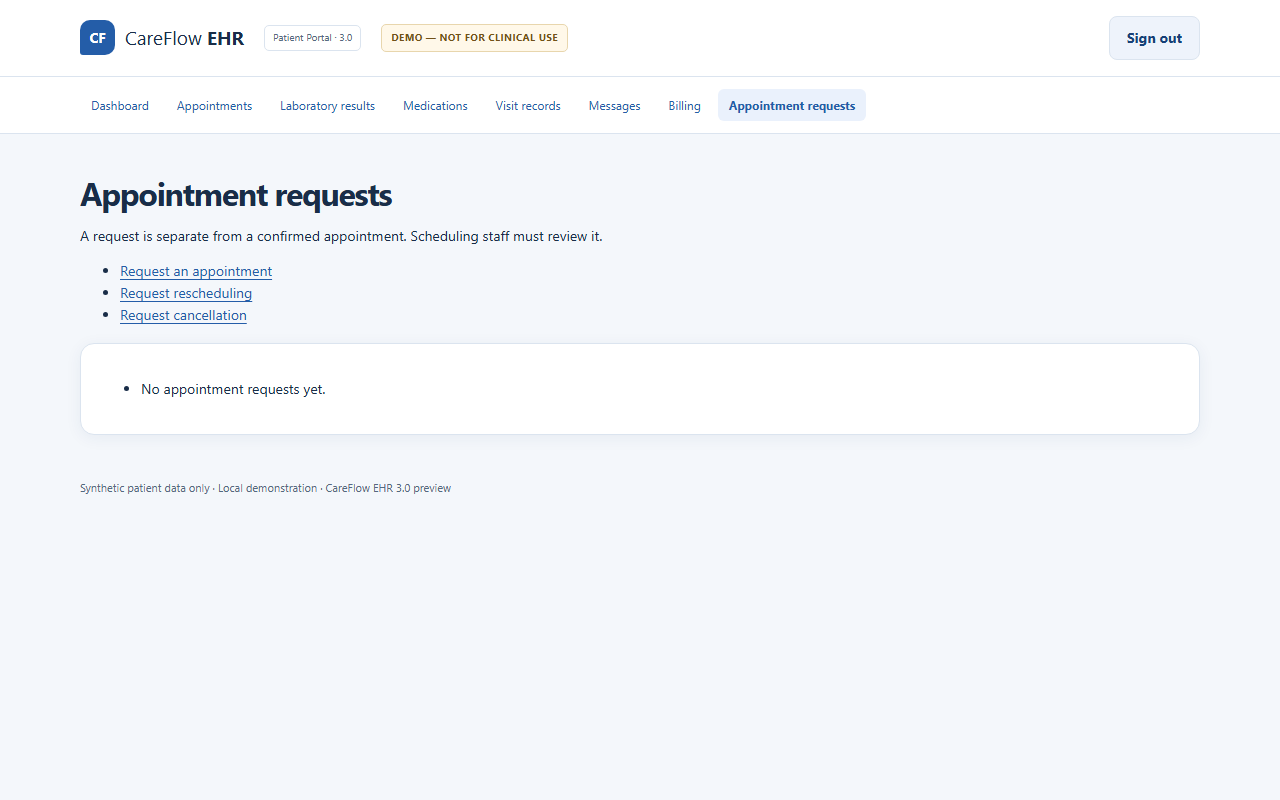 CF CareFlow EHR Patient Portal · 3.0 DEMO — NOT FOR CLINICAL USE Sign out
Dashboard Appointments Laboratory results Medications Visit records Messages Billing Appointment requests
Appointment requests
A request is separate from a confirmed appointment. Scheduling staff must review it.
Request an appointment
Request rescheduling
Request cancellation
No appointment requests yet.
Synthetic patient data only · Local demonstration · CareFlow EHR 3.0 preview